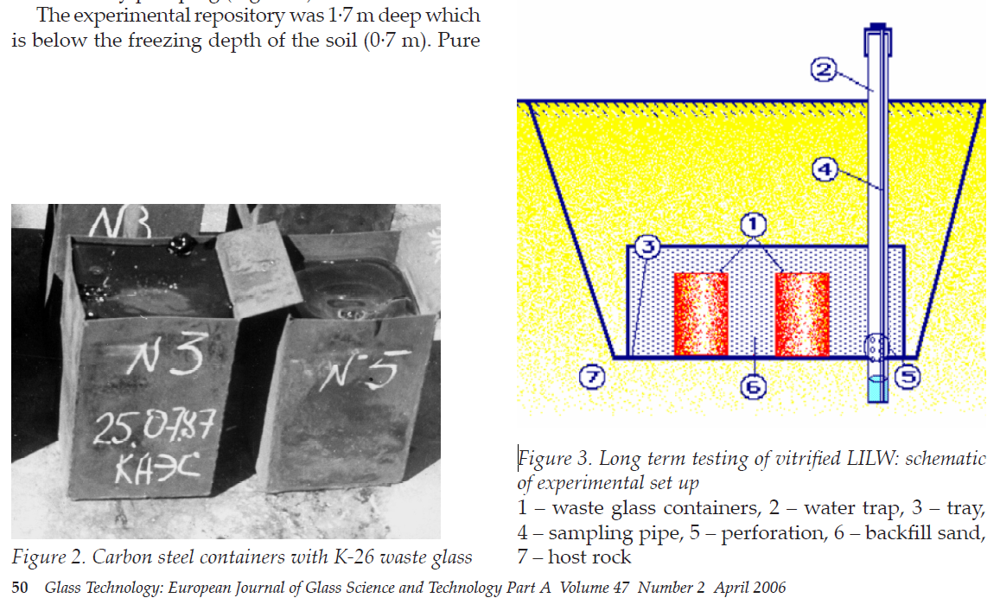 The experimental repository was 1·7 m deep which
is below the freezing depth of the soil (0·7 m). Pure
N 3
N 3
25.07.87
КАЭС
N 5
Figure 2. Carbon steel containers with K-26 waste glass
2
4
1
3
7
6
5
Figure 3. Long term testing of vitrified LILW: schematic
of experimental set up
1 – waste glass containers, 2 – water trap, 3 – tray,
4 – sampling pipe, 5 – perforation, 6 – backfill sand,
7 – host rock
50 Glass Technology: European Journal of Glass Science and Technology Part A Volume 47 Number 2 April 2006